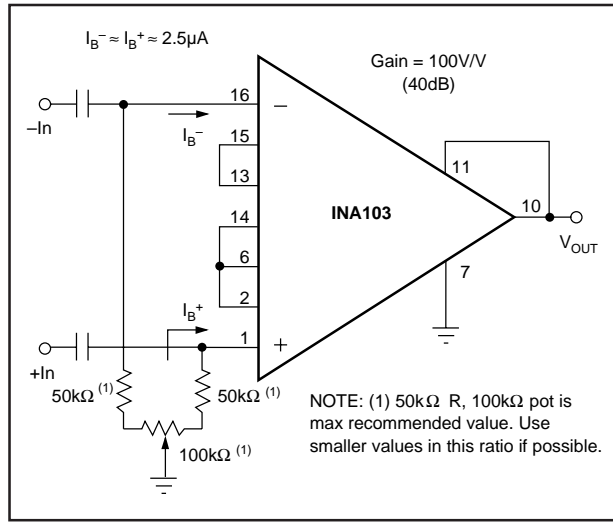 I_B⁻ ≈ I_B⁺ ≈ 2.5µA
Gain = 100V/V
(40dB)
16
–
–In
I_B⁻
15
11
13
INA103
10
14
V_OUT
6
7
2
I_B⁺
1
+
+In
50kΩ (1)
50kΩ (1)
100kΩ (1)
NOTE: (1) 50kΩ R, 100kΩ pot is
max recommended value. Use
smaller values in this ratio if possible.